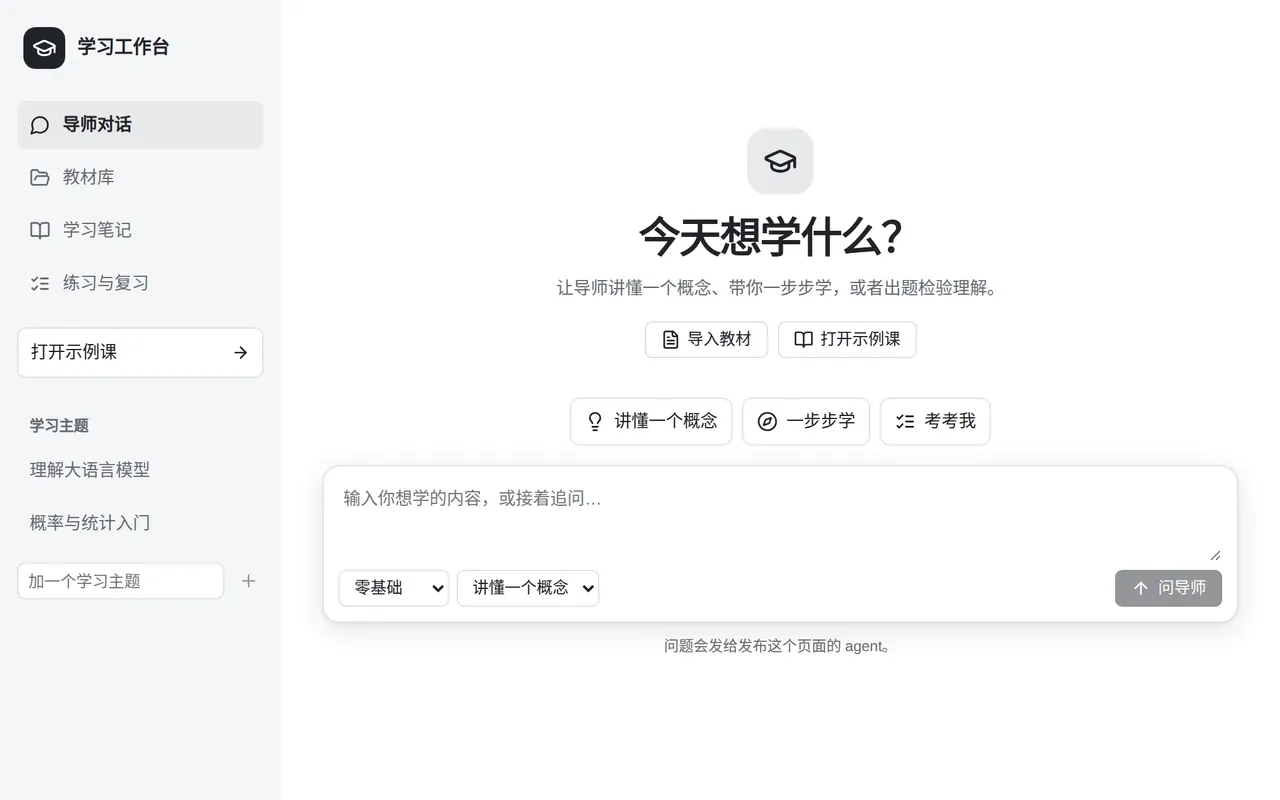 学习工作台
导师对话
教材库
学习笔记
练习与复习
打开示例课
学习主题
理解大语言模型
概率与统计入门
加一个学习主题
今天想学什么?
让导师讲懂一个概念、带你一步步学，或者出题检验理解。
导入教材 打开示例课
讲懂一个概念 一步步学 考考我
输入你想学的内容，或接着追问…
零基础 讲懂一个概念 问导师
问题会发给发布这个页面的 agent。